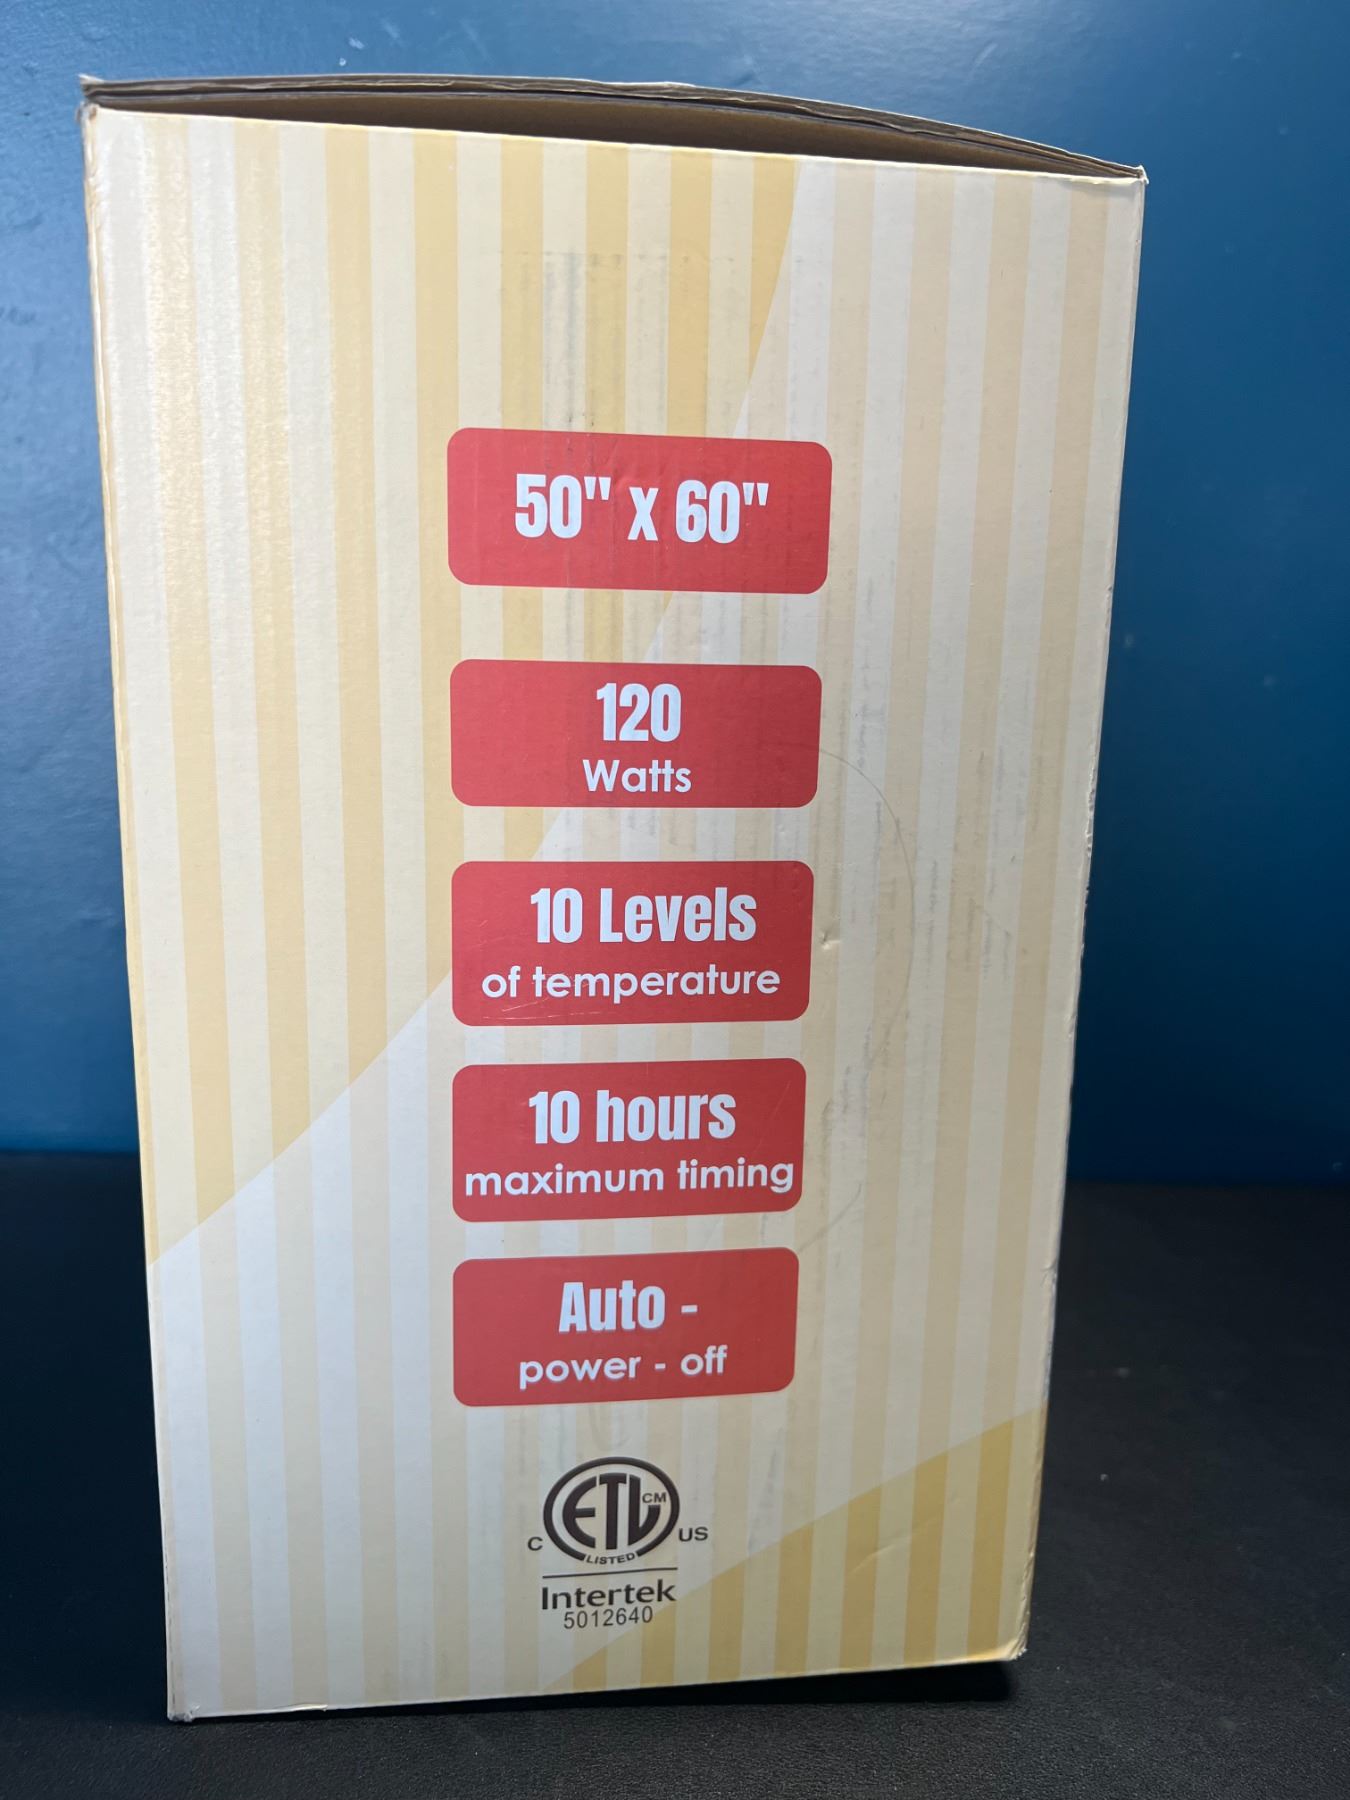 50" x 60"
120
Watts
10 Levels
of temperature
10 hours
maximum timing
Auto -
power - off
C ETL CM US
LISTED
Intertek
5012640